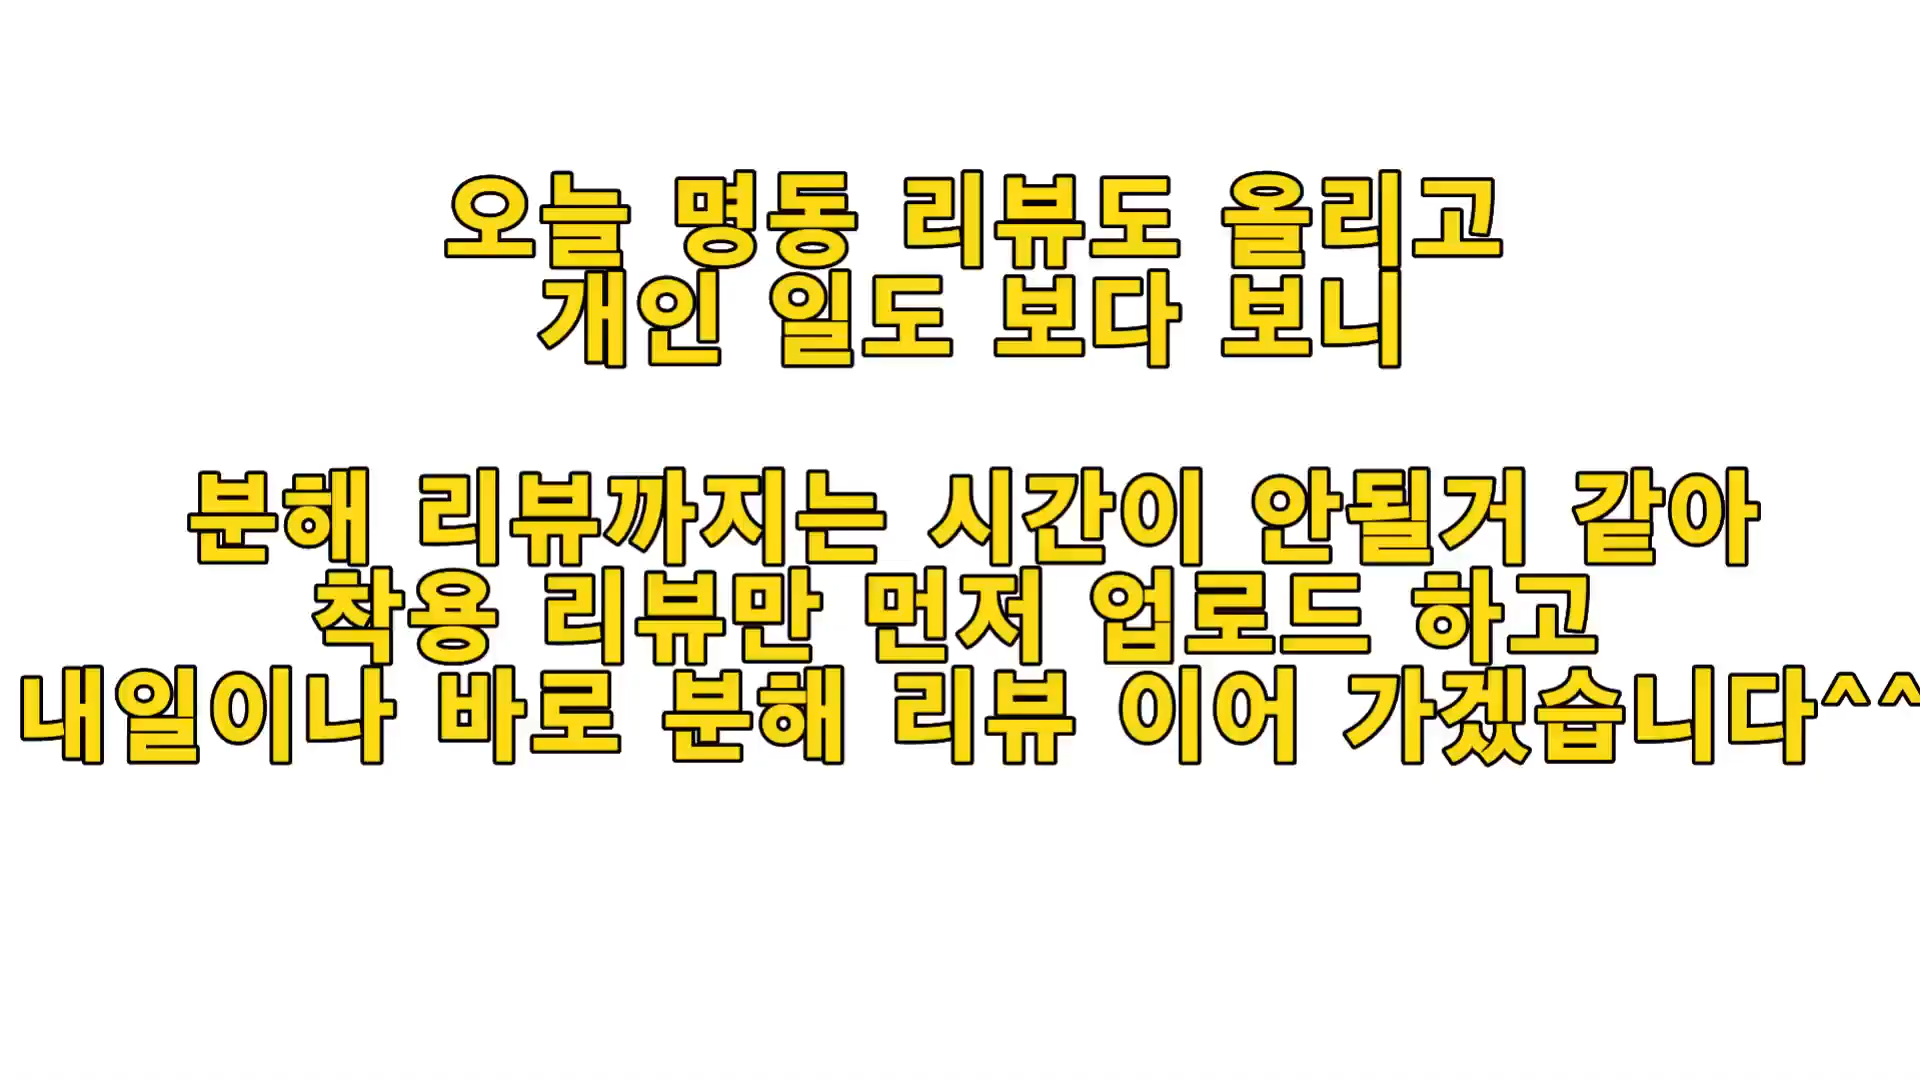 오늘 명동 리뷰도 올리고
개인 일도 보다 보니
분해 리뷰까지는 시간이 안될거 같아
착용 리뷰만 먼저 업로드 하고
내일이나 바로 분해 리뷰 이어 가겠습니다^^